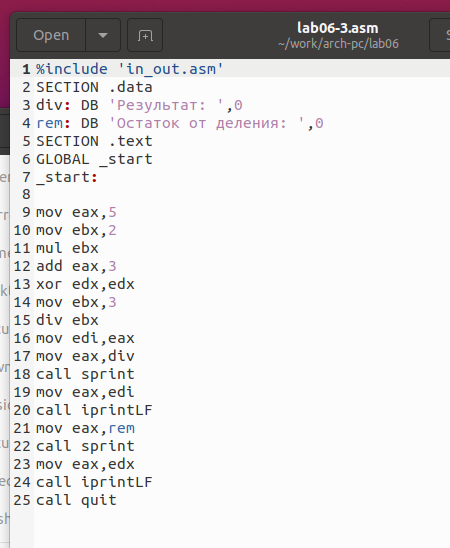 Open
lab06-3.asm
~/work/arch-pc/lab06
S
1 %include 'in_out.asm'
2 SECTION .data
3 div: DB 'Результат: ',0
4 rem: DB 'Остаток от деления: ',0
5 SECTION .text
6 GLOBAL _start
7 _start:
8
9 mov eax,5
10 mov ebx,2
11 mul ebx
12 add eax,3
13 xor edx,edx
14 mov ebx,3
15 div ebx
16 mov edi,eax
17 mov eax,div
18 call sprint
19 mov eax,edi
20 call iprintLF
21 mov eax,rem
22 call sprint
23 mov eax,edx
24 call iprintLF
25 call quit